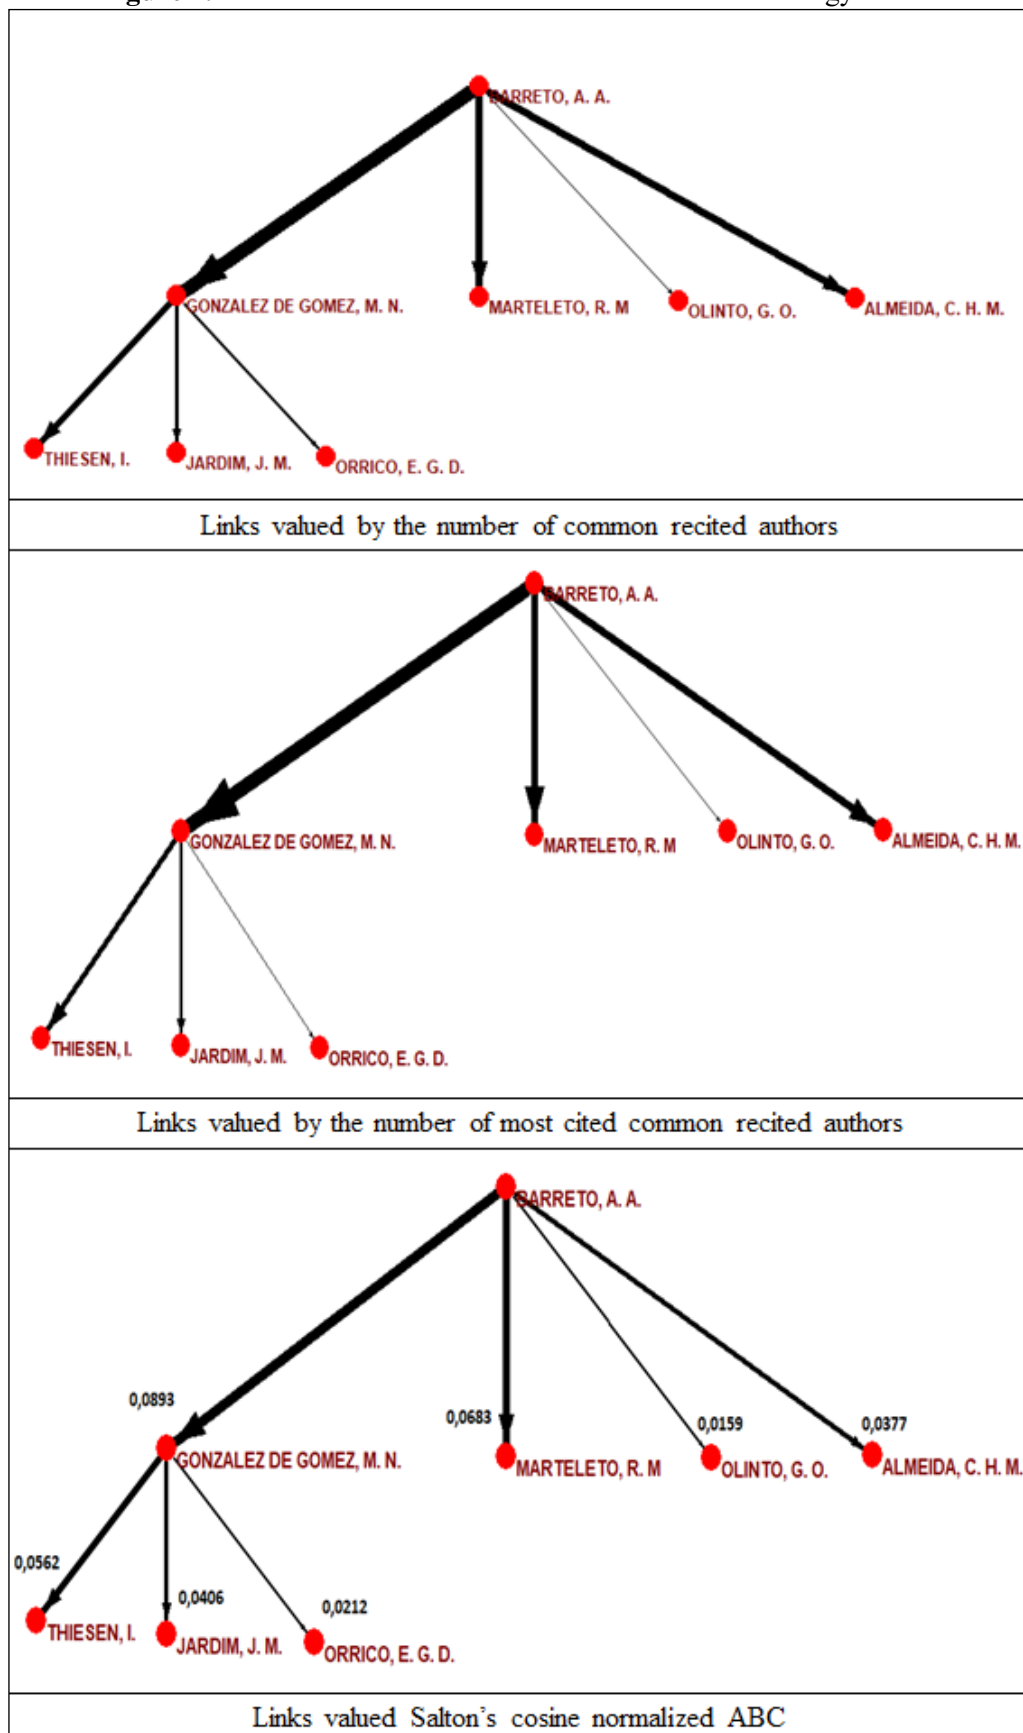 BARRETO, A. A.
GONZALEZ DE GOMEZ, M. N.
MARTELETO, R. M
OLINTO, G. O.
ALMEIDA, C. H. M.
THIESEN, I.
JARDIM, J. M.
ORRICO, E. G. D.
Links valued by the number of common recited authors
BARRETO, A. A.
GONZALEZ DE GOMEZ, M. N.
MARTELETO, R. M
OLINTO, G. O.
ALMEIDA, C. H. M.
THIESEN, I.
JARDIM, J. M.
ORRICO, E. G. D.
Links valued by the number of most cited common recited authors
BARRETO, A. A.
0,0893
0,0683
0,0159
0,0377
GONZALEZ DE GOMEZ, M. N.
MARTELETO, R. M
OLINTO, G. O.
ALMEIDA, C. H. M.
0,0562
0,0406
0,0212
THIESEN, I.
JARDIM, J. M.
ORRICO, E. G. D.
Links valued Salton's cosine normalized ABC